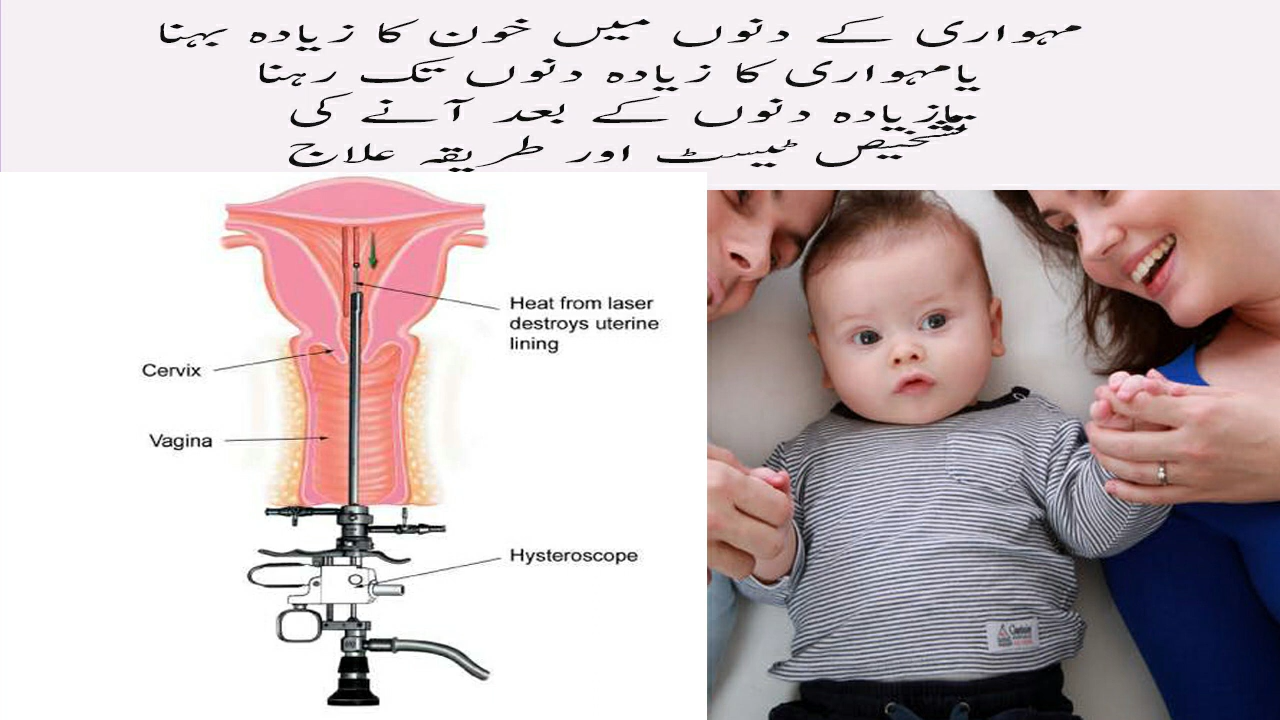 مہواری کے دنوں میں خون کا زیادہ بہنا
یامہواری کا زیادہ دنوں تک رہنا
یازیادہ دنوں کے بعد آنے کی
تشخیص ٹیسٹ اور طریقہ علاج
Heat from laser
destroys uterine
lining
Cervix
Vagina
Hysteroscope